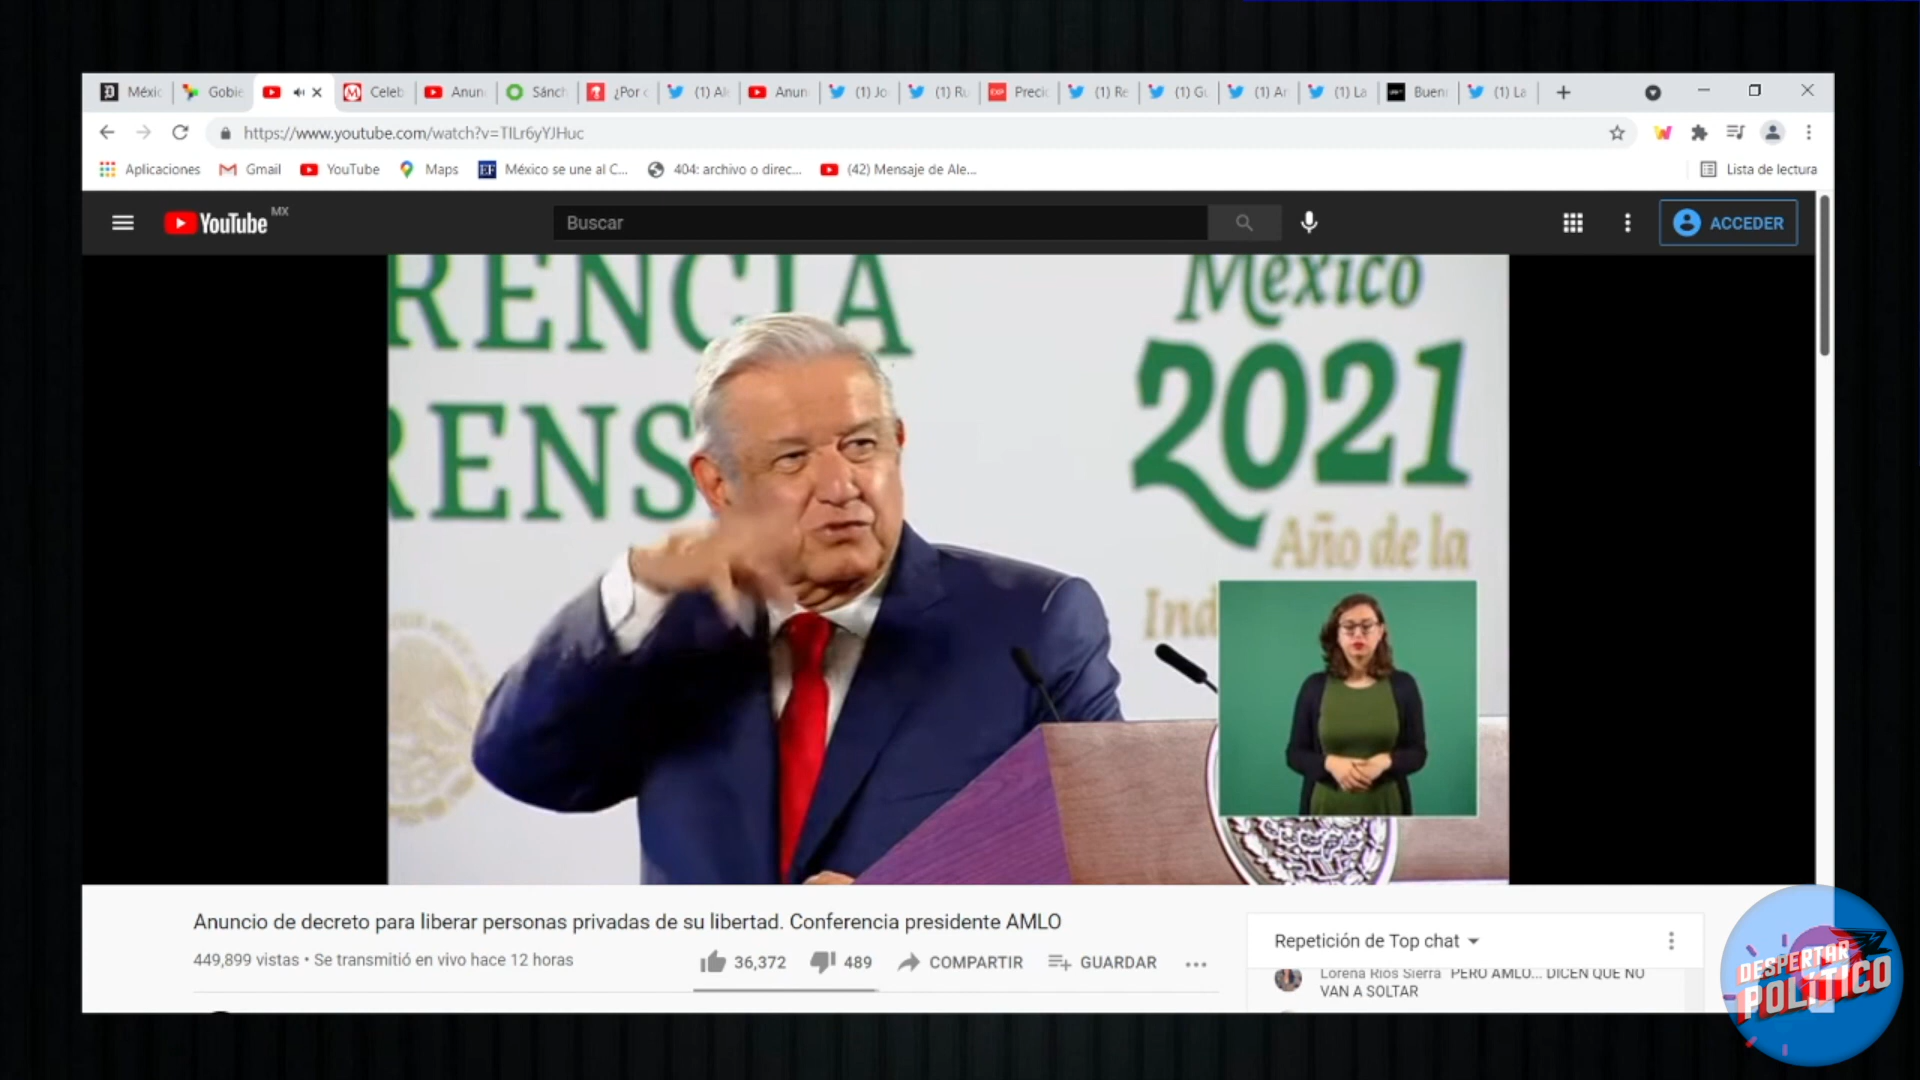 Méxic
Gobie
Celeb
Anun
Sánch
¿Por q
(1) Al
Anun
(1) Jo
(1) Ru
EXP
Preci
(1) Re
(1) Gu
(1) Ar
(1) La
Buen
(1) La
https://www.youtube.com/watch?v=TlLr6yYJHuc
Aplicaciones
Gmail
YouTube
Maps
EF
México se une al C...
404: archivo o direc...
(42) Mensaje de Ale...
Lista de lectura
YouTube MX
Buscar
ACCEDER
RENCIA
RENS
México
2021
Año de la
Ind
Anuncio de decreto para liberar personas privadas de su libertad. Conferencia presidente AMLO
449,899 vistas • Se transmitió en vivo hace 12 horas
36,372
489
COMPARTIR
GUARDAR
Repetición de Top chat
Lorena Rios Sierra PERO AMLO... DICEN QUE NO
VAN A SOLTAR
DESPERTAR
POLÍTICO